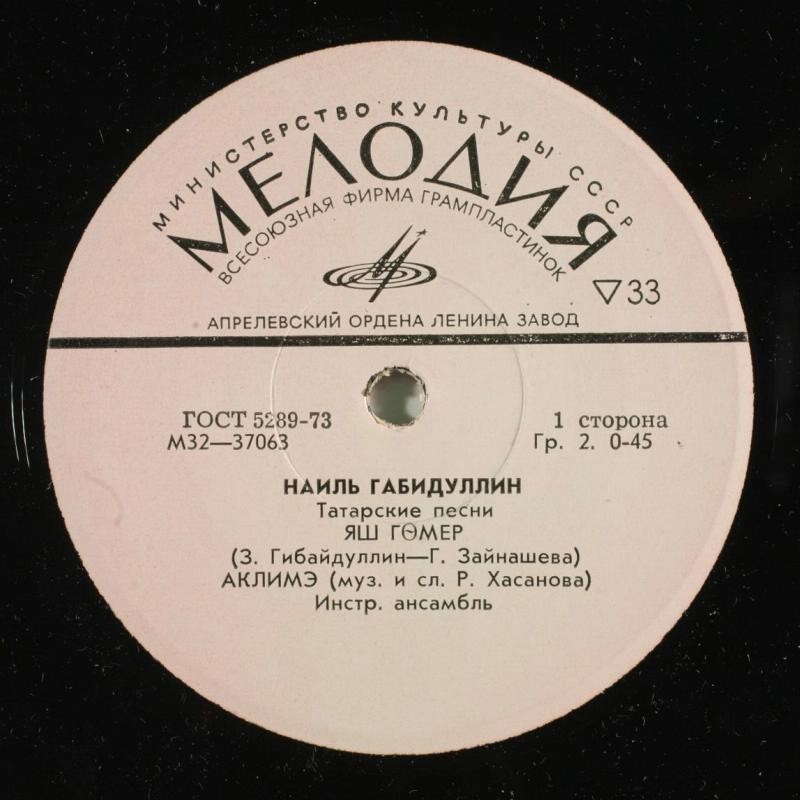 МИНИСТЕРСТВО КУЛЬТУРЫ СССР
МЕЛОДИЯ
ВСЕСОЮЗНАЯ ФИРМА ГРАМПЛАСТИНОК
▽33
АПРЕЛЕВСКИЙ ОРДЕНА ЛЕНИНА ЗАВОД
ГОСТ 5289-73
1 сторона
М32—37063
Гр. 2. 0-45
НАИЛЬ ГАБИДУЛЛИН
Татарские песни
ЯШ ГӨМЕР
(З. Гибайдуллин—Г. Зайнашева)
АКЛИМЭ (муз. и сл. Р. Хасанова)
Инстр. ансамбль